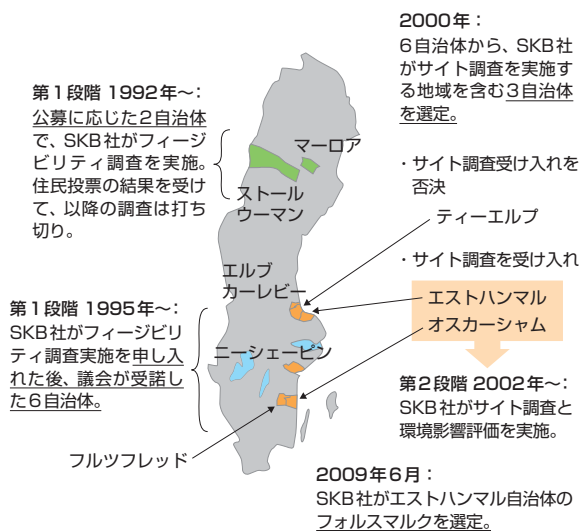 2000年：
6自治体から、SKB社
がサイト調査を実施す
る地域を含む3自治体
を選定。
第1段階 1992年～：
公募に応じた2自治体
で、SKB社がフィージ
ビリティ調査を実施。
住民投票の結果を受け
て、以降の調査は打ち
切り。
マーロア
ストール
ウーマン
・サイト調査受け入れを
否決
ティーエルプ
・サイト調査を受け入れ
エストハンマル
オスカーシャム
エルブ
カーレビー
第1段階 1995年～：
SKB社がフィージビリ
ティ調査実施を申し入
れた後、議会が受諾し
た6自治体。
ニーシェーピン
フルツフレッド
第2段階 2002年～：
SKB社がサイト調査と
環境影響評価を実施。
2009年6月：
SKB社がエストハンマル自治体の
フォルスマルクを選定。